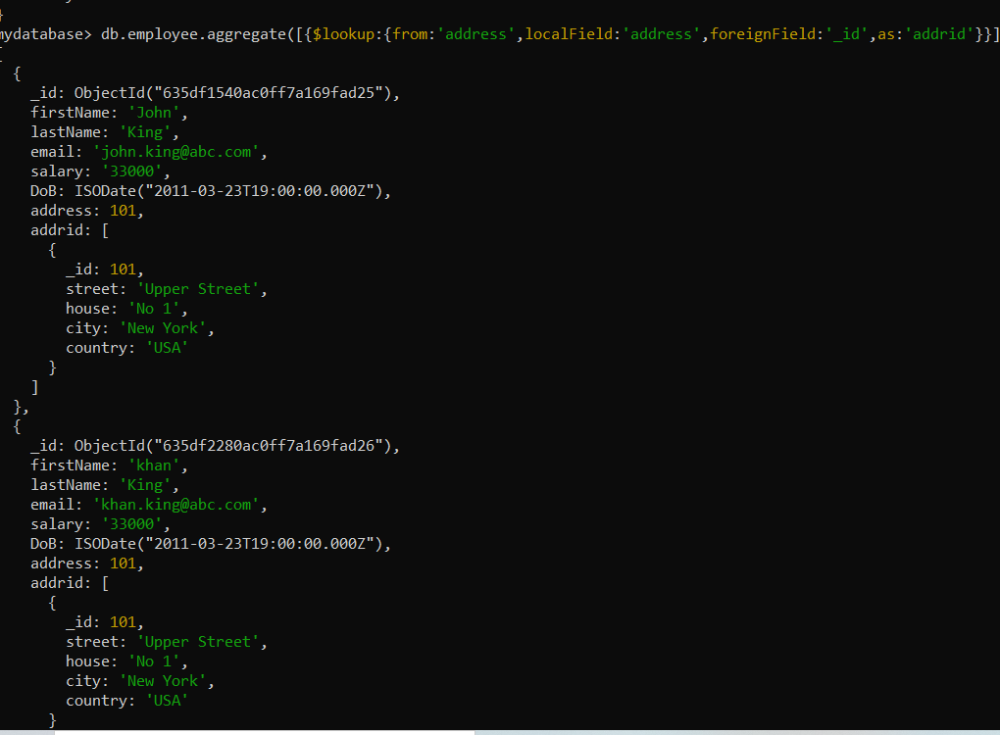 }
mydatabase> db.employee.aggregate([{$lookup:{from:'address',localField:'address',foreignField:'_id',as:'addrid'}}]
[
  {
    _id: ObjectId("635df1540ac0ff7a169fad25"),
    firstName: 'John',
    lastName: 'King',
    email: 'john.king@abc.com',
    salary: '33000',
    DoB: ISODate("2011-03-23T19:00:00.000Z"),
    address: 101,
    addrid: [
      {
        _id: 101,
        street: 'Upper Street',
        house: 'No 1',
        city: 'New York',
        country: 'USA'
      }
    ]
  },
  {
    _id: ObjectId("635df2280ac0ff7a169fad26"),
    firstName: 'khan',
    lastName: 'King',
    email: 'khan.king@abc.com',
    salary: '33000',
    DoB: ISODate("2011-03-23T19:00:00.000Z"),
    address: 101,
    addrid: [
      {
        _id: 101,
        street: 'Upper Street',
        house: 'No 1',
        city: 'New York',
        country: 'USA'
      }